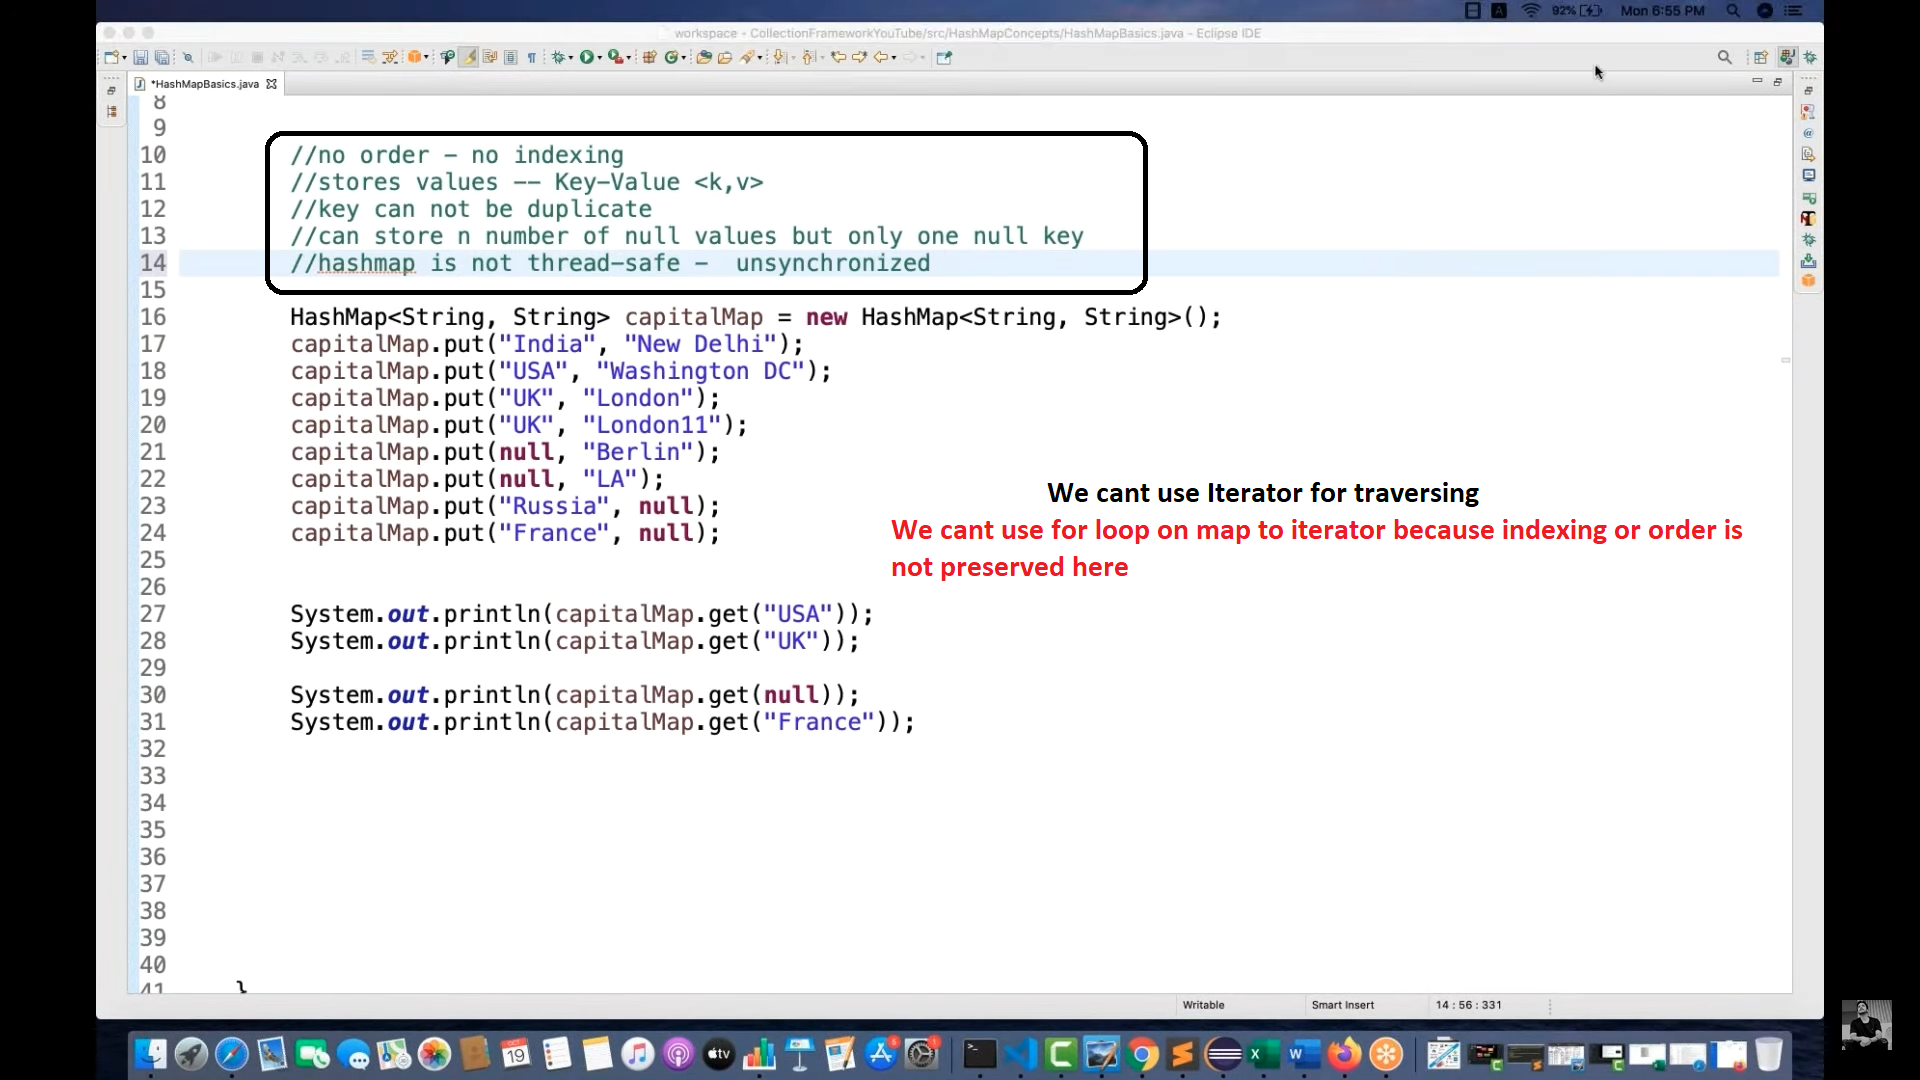 92%
Mon 6:55 PM
workspace - CollectionFrameworkYouTube/src/HashMapConcepts/HashMapBasics.java - Eclipse IDE
*HashMapBasics.java
8
9
10 //no order - no indexing
11 //stores values -- Key-Value <k,v>
12 //key can not be duplicate
13 //can store n number of null values but only one null key
14 //hashmap is not thread-safe - unsynchronized
15
16 HashMap<String, String> capitalMap = new HashMap<String, String>();
17 capitalMap.put("India", "New Delhi");
18 capitalMap.put("USA", "Washington DC");
19 capitalMap.put("UK", "London");
20 capitalMap.put("UK", "London11");
21 capitalMap.put(null, "Berlin");
22 capitalMap.put(null, "LA");
23 capitalMap.put("Russia", null);
24 capitalMap.put("France", null);
We cant use Iterator for traversing
We cant use for loop on map to iterator because indexing or order is
not preserved here
25
26
27 System.out.println(capitalMap.get("USA"));
28 System.out.println(capitalMap.get("UK"));
29
30 System.out.println(capitalMap.get(null));
31 System.out.println(capitalMap.get("France"));
32
33
34
35
36
37
38
39
40
41 }
Writable
Smart Insert
14 : 56 : 331
OCT
19
tv